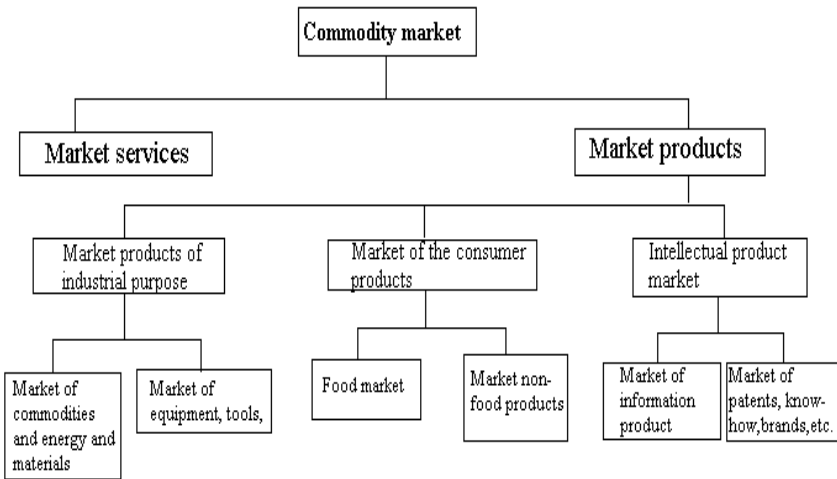 Commodity market
Market services
Market products
Market products of
industrial purpose
Market of the consumer
products
Intellectual product
market
Market of
commodities
and energy and
materials
Market of
equipment, tools,
Food market
Market non-
food products
Market of
information
product
Market of
patents, know-
how,brands,etc.